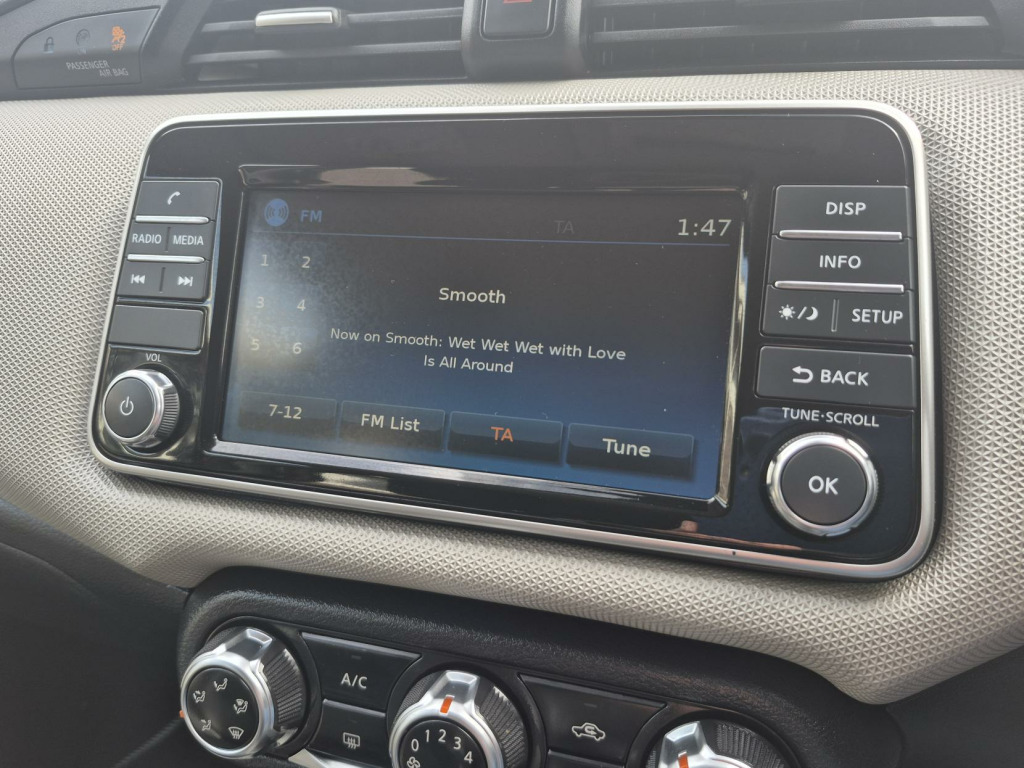 PASSENGER
AIR BAG
FM
TA
1:47
1 2
3 4
5 6
Smooth
Now on Smooth: Wet Wet Wet with Love
Is All Around
7-12
FM List
TA
Tune
RADIO
MEDIA
VOL
DISP
INFO
SETUP
BACK
TUNE·SCROLL
OK
A/C
0 1 2 3 4